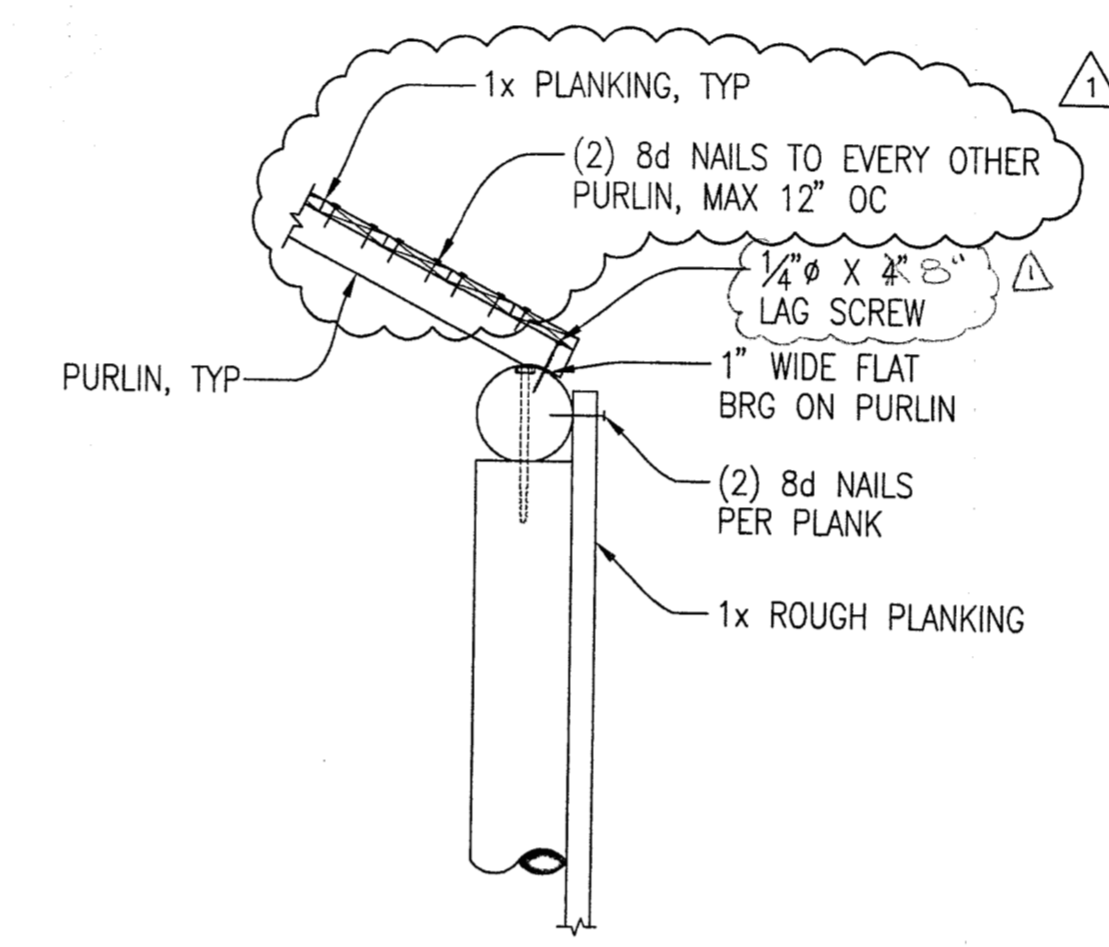 1x PLANKING, TYP
1
(2) 8d NAILS TO EVERY OTHER
PURLIN, MAX 12" OC
1/4"ø X 4" 8"
1
LAG SCREW
PURLIN, TYP
1" WIDE FLAT
BRG ON PURLIN
(2) 8d NAILS
PER PLANK
1x ROUGH PLANKING